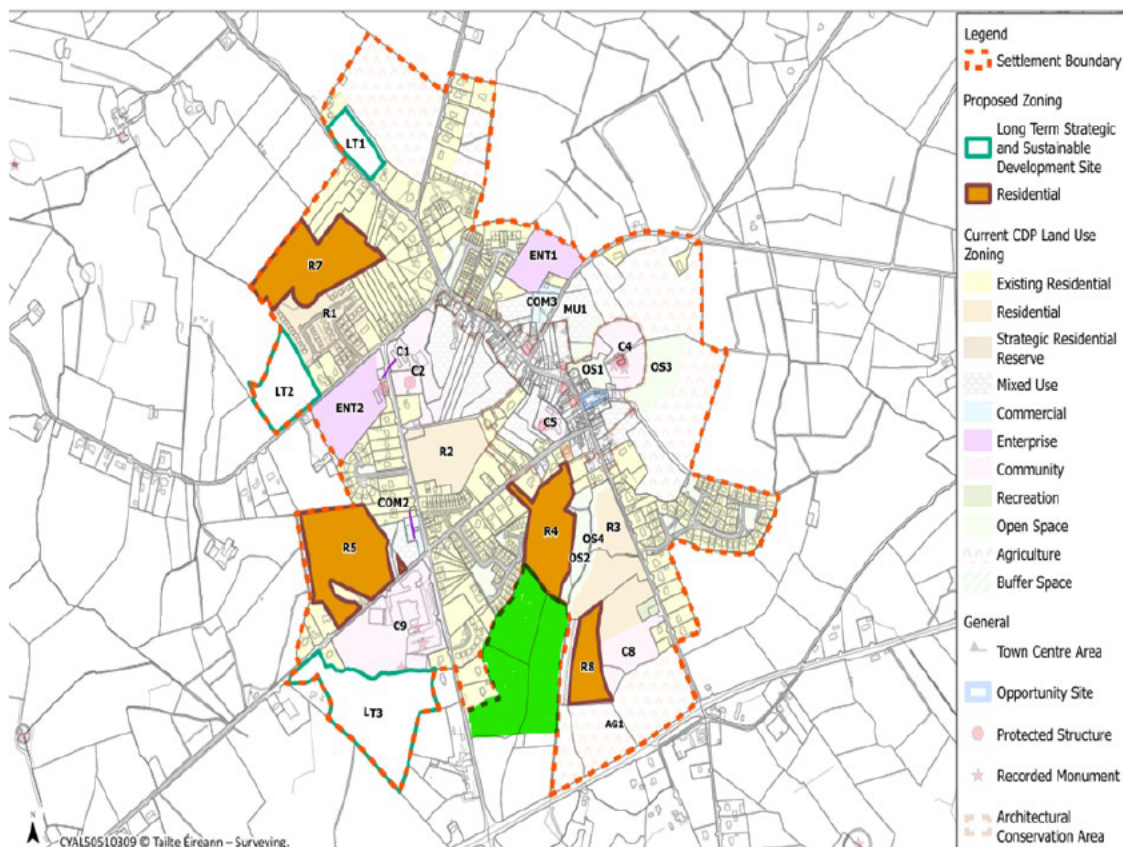 LT1
R7
ENT1
COM3
MU1
R1
C1
C2
C4
OS1
OS3
LT2
ENT2
C5
R2
COM2
R5
R4
R3
OS4
OS2
C9
R8
C8
LT3
AG1
N
CYAL50510309 © Tailte Éireann – Surveying.
Legend
Settlement Boundary
Proposed Zoning
Long Term Strategic
and Sustainable
Development Site
Residential
Current CDP Land Use
Zoning
Existing Residential
Residential
Strategic Residential
Reserve
Mixed Use
Commercial
Enterprise
Community
Recreation
Open Space
Agriculture
Buffer Space
General
Town Centre Area
Opportunity Site
Protected Structure
Recorded Monument
Architectural
Conservation Area